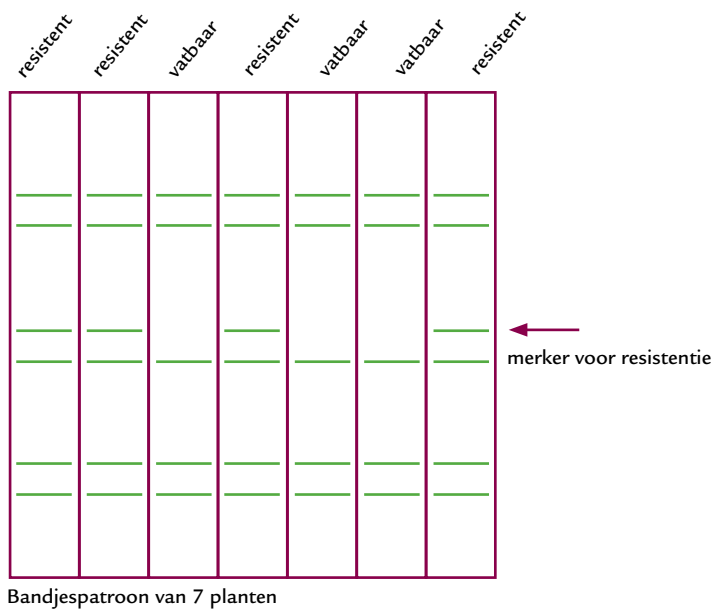 resistent
resistent
vatbaar
resistent
vatbaar
vatbaar
resistent
merker voor resistentie
Bandjespatroon van 7 planten